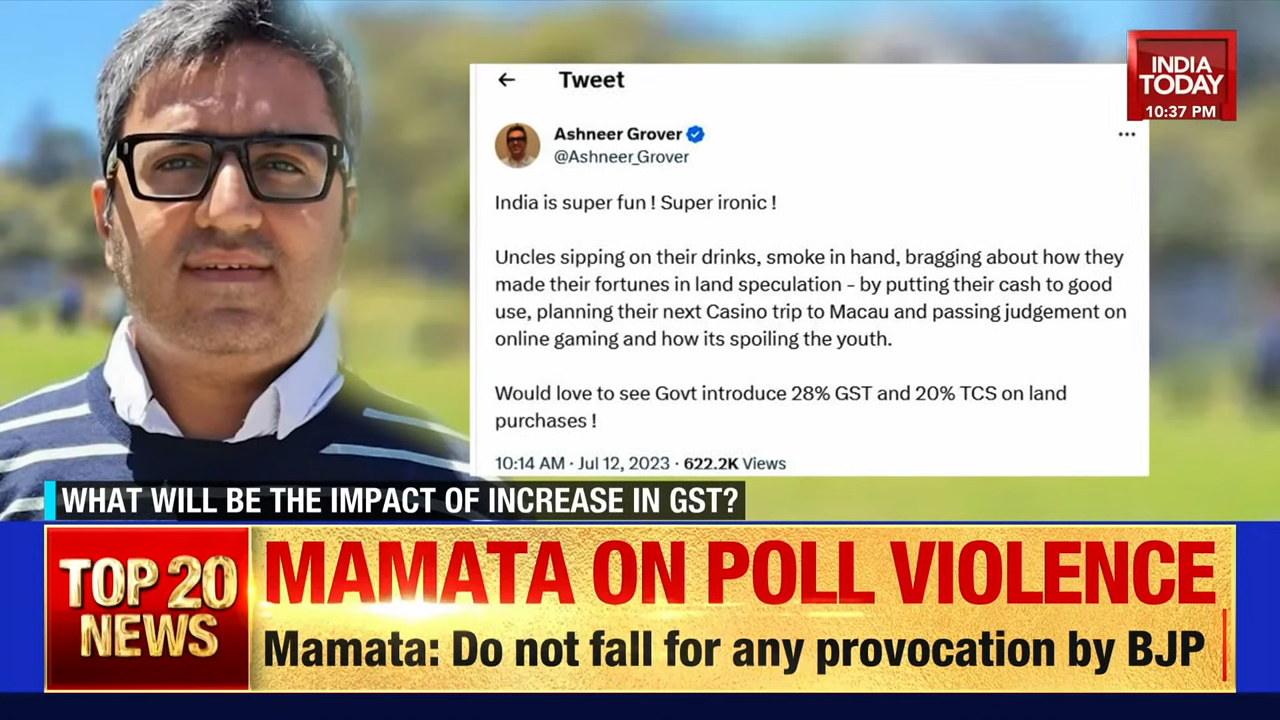 INDIA
TODAY
10:37 PM
Tweet
Ashneer Grover
@Ashneer_Grover
India is super fun ! Super ironic !
Uncles sipping on their drinks, smoke in hand, bragging about how they
made their fortunes in land speculation – by putting their cash to good
use, planning their next Casino trip to Macau and passing judgement on
online gaming and how its spoiling the youth.
Would love to see Govt introduce 28% GST and 20% TCS on land
purchases !
10:14 AM · Jul 12, 2023 · 622.2K Views
WHAT WILL BE THE IMPACT OF INCREASE IN GST?
TOP 20
NEWS
MAMATA ON POLL VIOLENCE
Mamata: Do not fall for any provocation by BJP